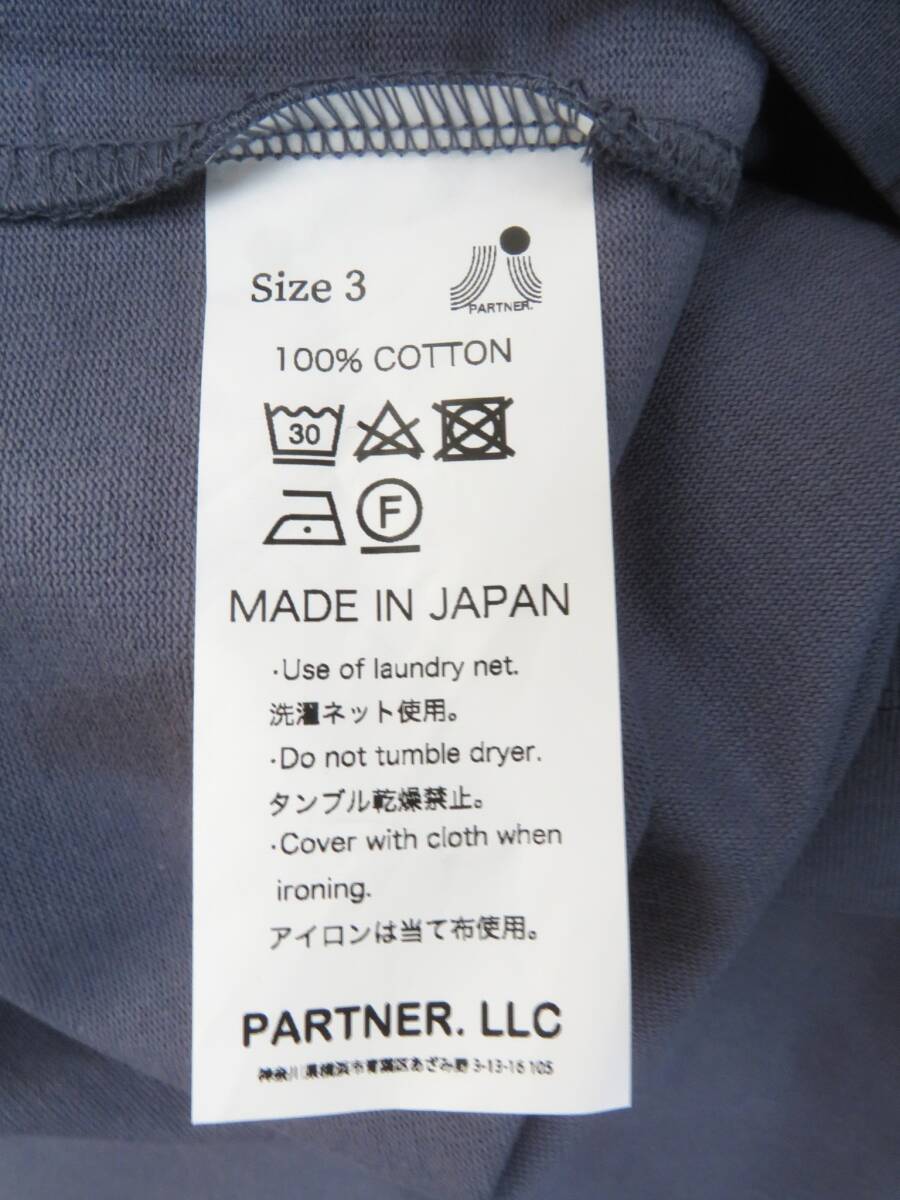 Size 3
PARTNER.
100% COTTON
30
F
MADE IN JAPAN
·Use of laundry net.
洗濯ネット使用。
·Do not tumble dryer.
タンブル乾燥禁止。
·Cover with cloth when
ironing.
アイロンは当て布使用。
PARTNER. LLC
神奈川県横浜市青葉区あざみ野 3-13-16 105